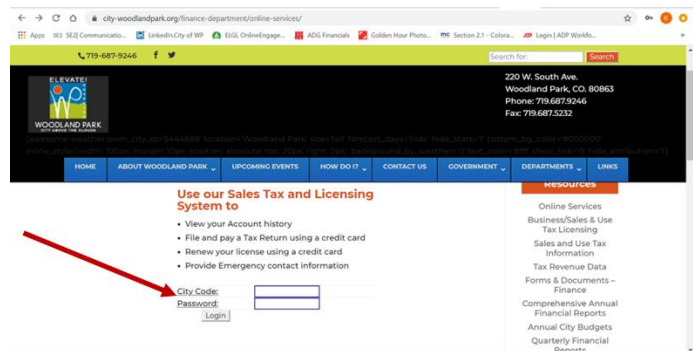 city-woodlandpark.org/finance-department/online-services/
Apps SE2] Communicatio... LinkedIn.City of WP ELGL OnlineEngage... ADG Financials Golden Hour Photo... Section 2.1 - Colora... Login | ADP Workfo...
719-687-9246 Search for: Search
ELEVATE!
WOODLAND PARK
CITY ABOVE THE CLOUDS
220 W. South Ave.
Woodland Park, CO. 80863
Phone: 719.687.9246
Fax: 719.687.5232
HOME ABOUT WOODLAND PARK UPCOMING EVENTS HOW DO I? CONTACT US GOVERNMENT DEPARTMENTS LINKS
Use our Sales Tax and Licensing
System to
• View your Account history
• File and pay a Tax Return using a credit card
• Renew your license using a credit card
• Provide Emergency contact information
City Code:
Password:
Login
Resources
Online Services
Business/Sales & Use
Tax Licensing
Sales and Use Tax
Information
Tax Revenue Data
Forms & Documents –
Finance
Comprehensive Annual
Financial Reports
Annual City Budgets
Quarterly Financial
Reports